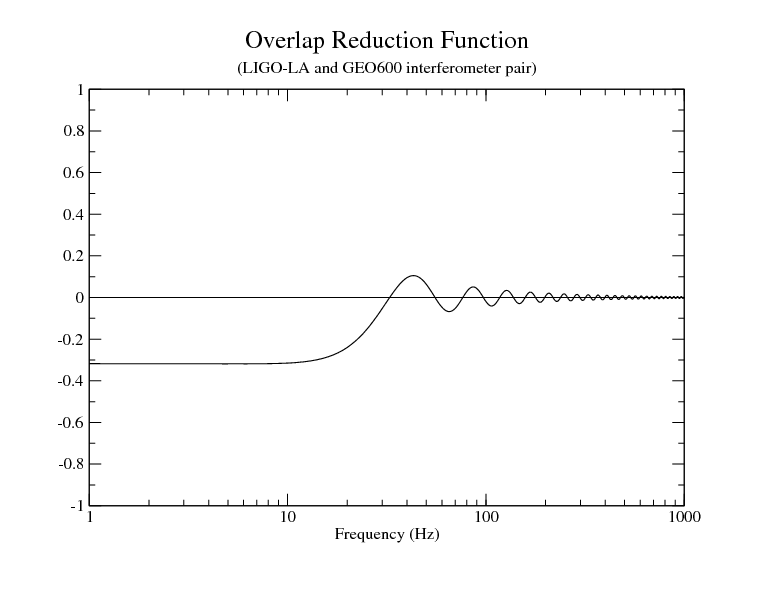 Overlap Reduction Function
(LIGO-LA and GEO600 interferometer pair)
1
0.8
0.6
0.4
0.2
0
-0.2
-0.4
-0.6
-0.8
-1
1 10 100 1000
Frequency (Hz)